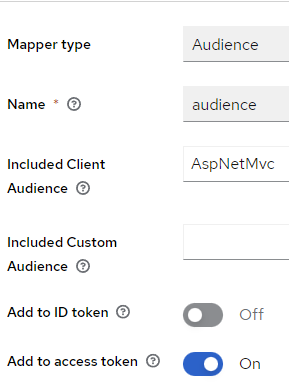 Mapper type
Audience
Name *
audience
Included Client
Audience
AspNetMvc
Included Custom
Audience
Add to ID token
Off
Add to access token
On